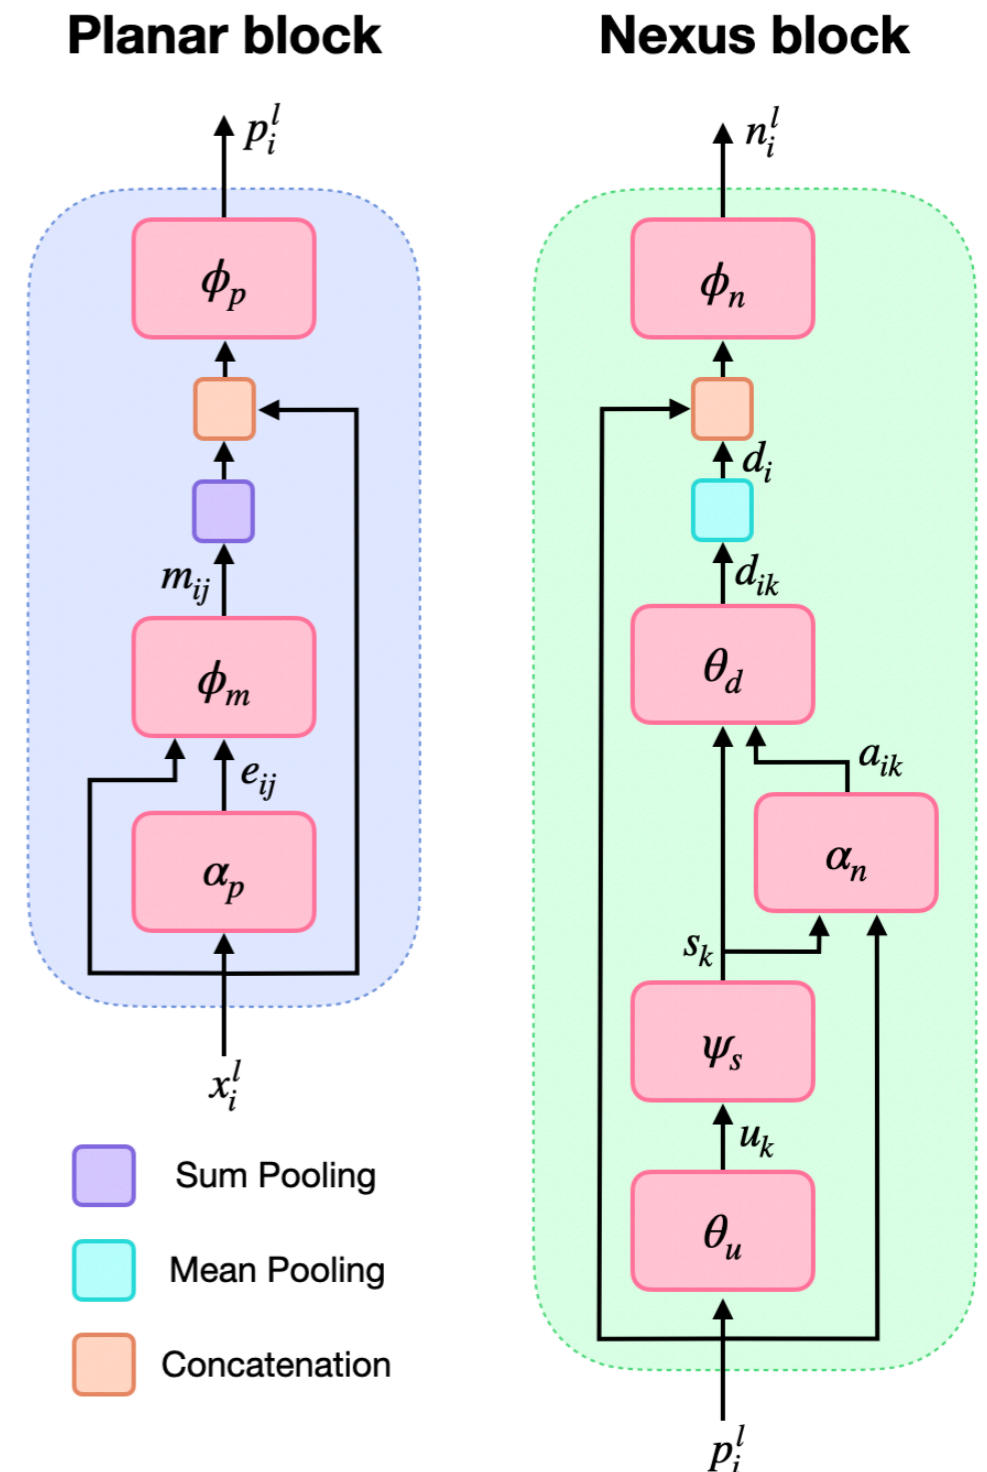 Planar block
p_i^l
ϕ_p
m_ij
ϕ_m
e_ij
α_p
x_i^l
Sum Pooling
Mean Pooling
Concatenation
Nexus block
n_i^l
ϕ_n
d_i
d_ik
θ_d
a_ik
α_n
s_k
ψ_s
u_k
θ_u
p_i^l